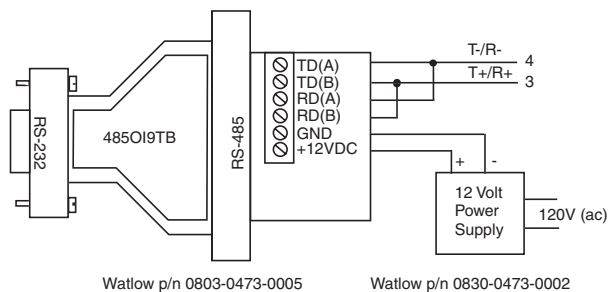 T-/R-
4
T+/R+
3
TD(A)
TD(B)
RD(A)
RD(B)
GND
+12VDC
RS-232
485OI9TB
RS-485
+ -
12 Volt
Power
Supply
120V (ac)
Watlow p/n 0803-0473-0005
Watlow p/n 0830-0473-0002